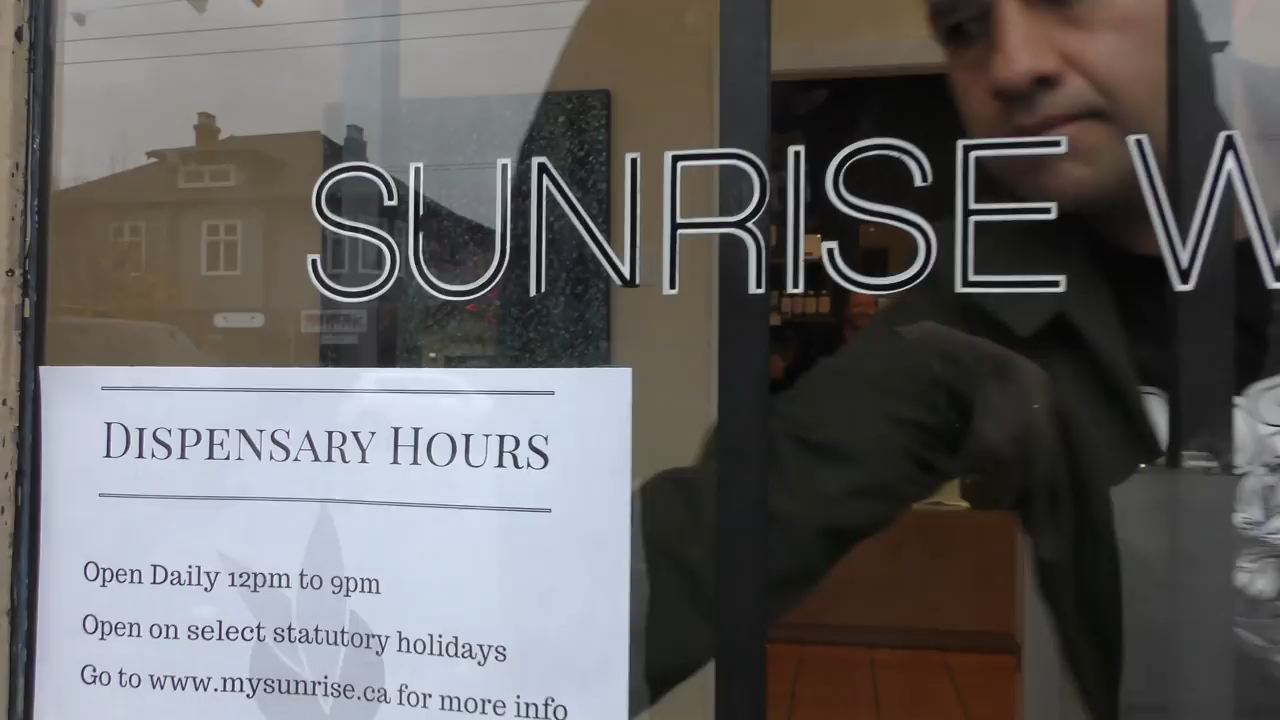 SUNRISE W
DISPENSARY HOURS
Open Daily 12pm to 9pm
Open on select statutory holidays
Go to www.mysunrise.ca for more info